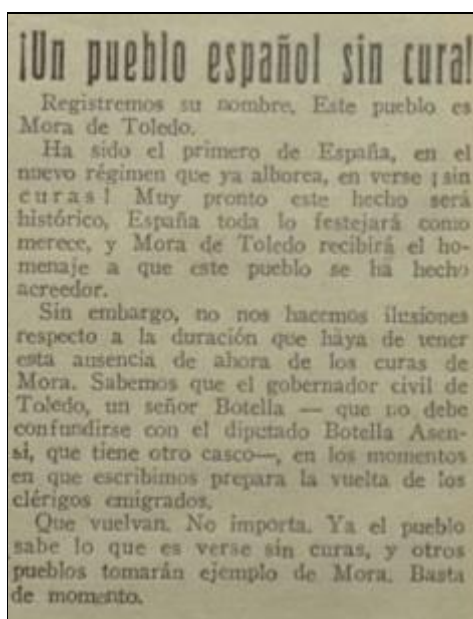 ¡Un pueblo español sin cura!
Registremos su nombre. Este pueblo es
Mora de Toledo.
Ha sido el primero de España, en el
nuevo régimen que ya alborea, en verse ¡sin
curas! Muy pronto este hecho será
histórico, España toda lo festejará como
merece, y Mora de Toledo recibirá el ho-
menaje a que este pueblo se ha hecho
acreedor.
Sin embargo, no nos hacemos ilusiones
respecto a la duración que haya de tener
esta ausencia de ahora de los curas de
Mora. Sabemos que el gobernador civil de
Toledo, un señor Botella — que no debe
confundirse con el diputado Botella Asen-
si, que tiene otro casco—, en los momentos
en que escribimos prepara la vuelta de los
clérigos emigrados.
Que vuelvan. No importa. Ya el pueblo
sabe lo que es verse sin curas, y otros
pueblos tomarán ejemplo de Mora. Basta
de momento.